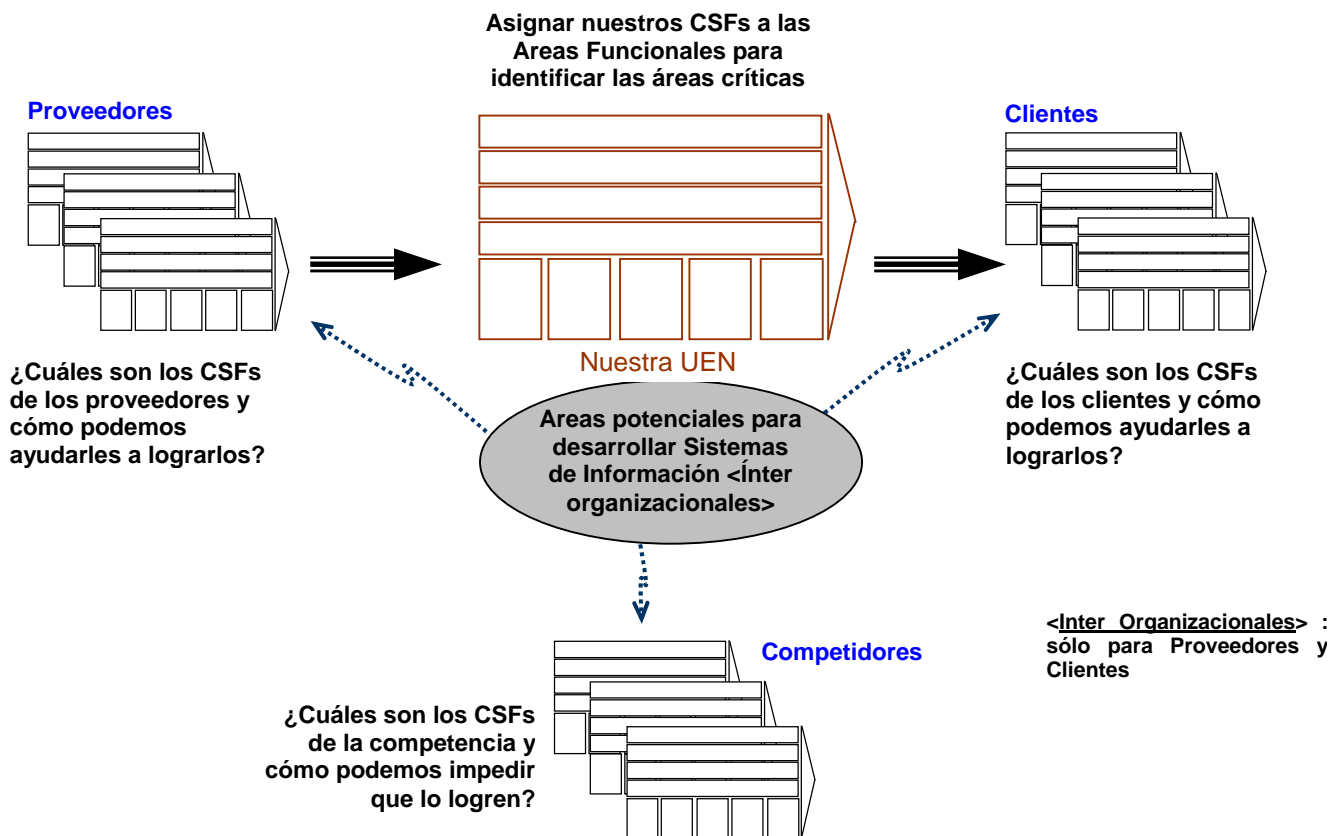 Asignar nuestros CSFs a las
Areas Funcionales para
identificar las áreas críticas
Proveedores
Clientes
Nuestra UEN
¿Cuáles son los CSFs
de los proveedores y
cómo podemos
ayudarles a lograrlos?
Areas potenciales para
desarrollar Sistemas
de Información <Ínter
organizacionales>
¿Cuáles son los CSFs
de los clientes y cómo
podemos ayudarles a
lograrlos?
<Inter Organizacionales> :
sólo para Proveedores y
Clientes
Competidores
¿Cuáles son los CSFs
de la competencia y
cómo podemos impedir
que lo logren?